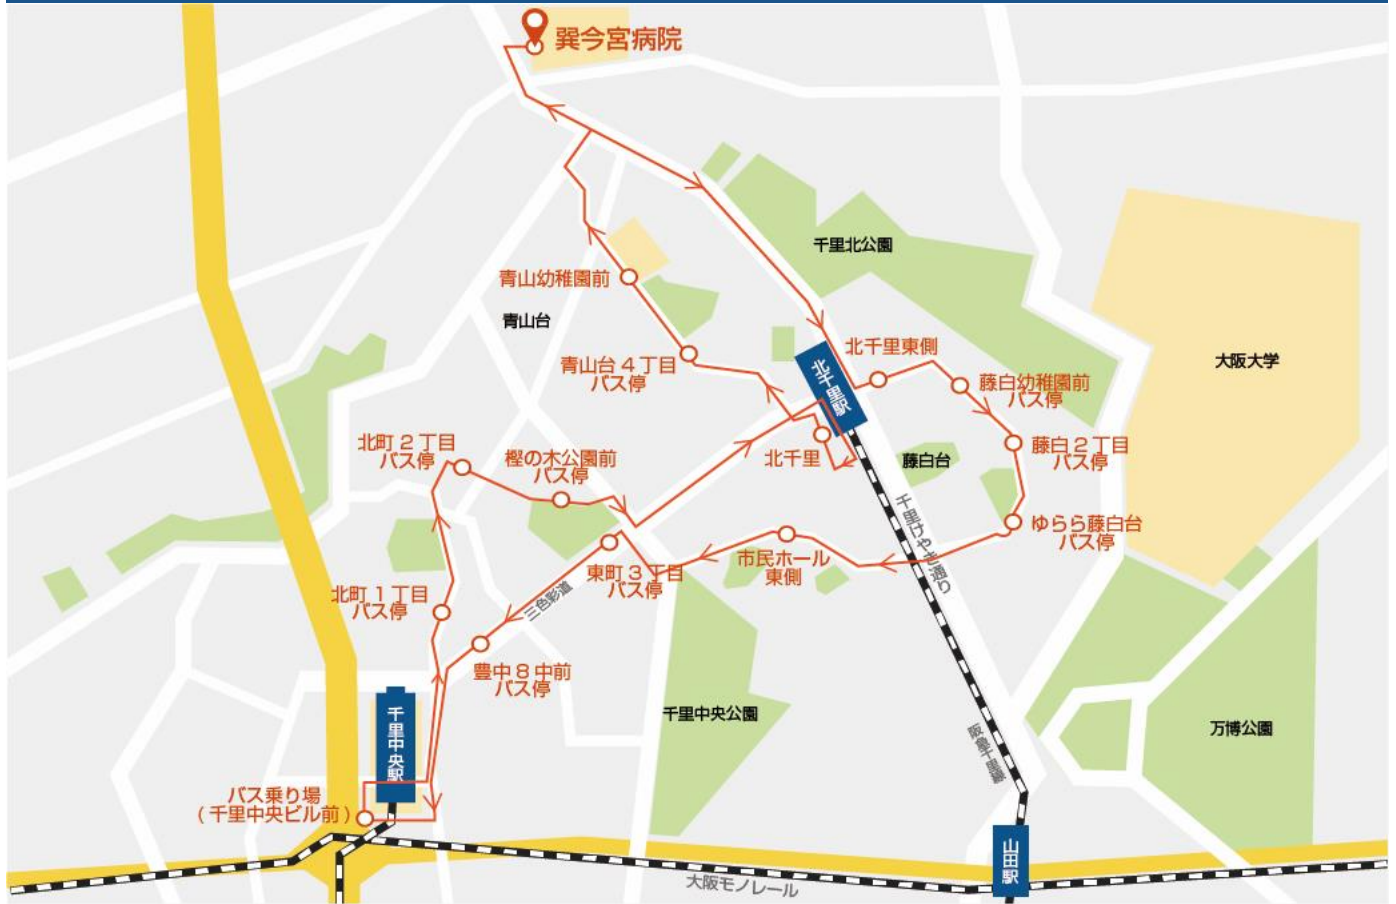 巽今宮病院
千里北公園
青山幼稚園前
青山台
青山台4丁目
バス停
北千里駅
北千里東側
藤白幼稚園前
バス停
大阪大学
北町2丁目
バス停
樫の木公園前
バス停
北千里
藤白台
藤白2丁目
バス停
千里けやき通り
ゆらら藤白台
バス停
市民ホール
東側
東町3丁目
バス停
三色彩道
北町1丁目
バス停
豊中8中前
バス停
千里中央公園
千里中央駅
阪急千里線
万博公園
バス乗り場
(千里中央ビル前)
山田駅
大阪モノレール